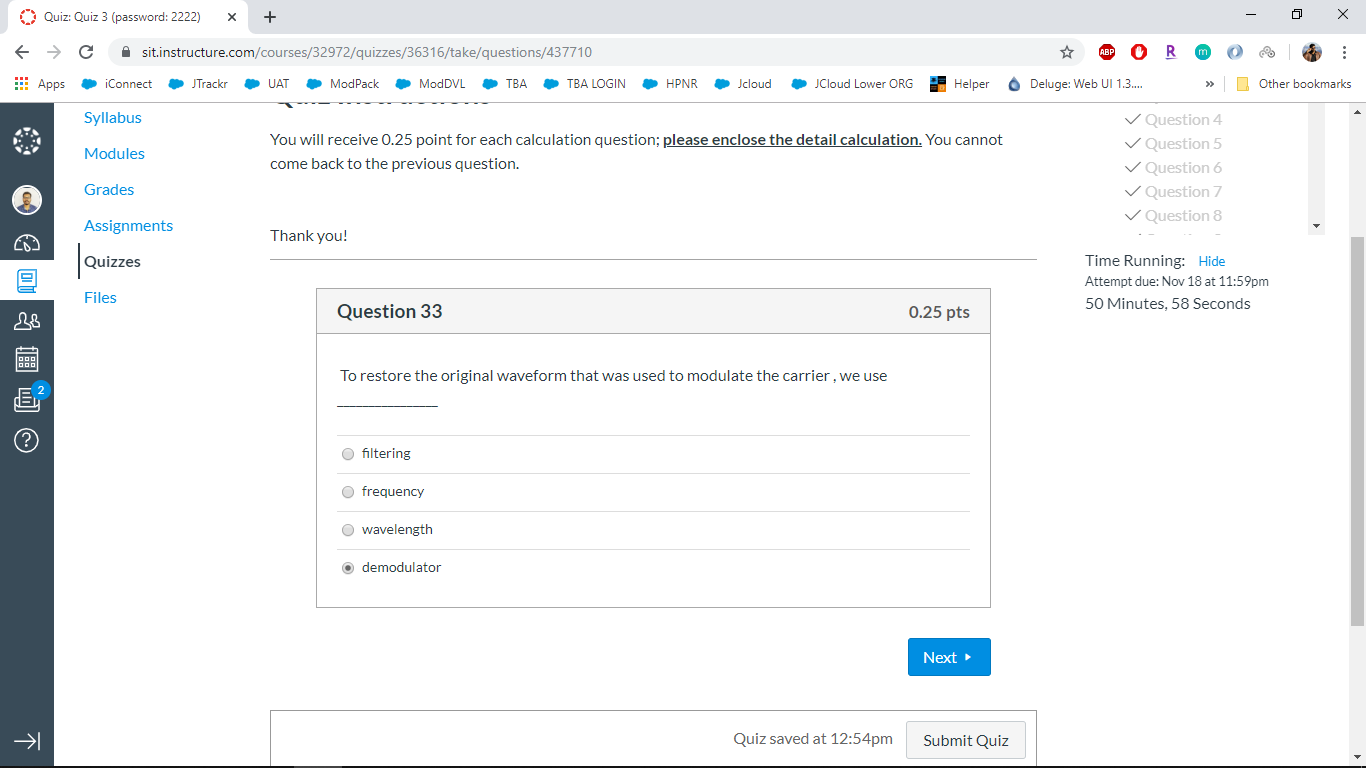 Quiz: Quiz 3 (password: 2222)
sit.instructure.com/courses/32972/quizzes/36316/take/questions/437710
ABP
R
m
Apps iConnect JTrackr UAT ModPack ModDVL TBA TBA LOGIN HPNR Jcloud JCloud Lower ORG Helper Deluge: Web UI 1.3.... » Other bookmarks
Syllabus
Modules
Grades
Assignments
Quizzes
Files
2
Quiz Instructions
You will receive 0.25 point for each calculation question; please enclose the detail calculation. You cannot
come back to the previous question.
Thank you!
Question 4
Question 5
Question 6
Question 7
Question 8
Time Running: Hide
Attempt due: Nov 18 at 11:59pm
50 Minutes, 58 Seconds
Question 33 0.25 pts
To restore the original waveform that was used to modulate the carrier , we use
________________
filtering
frequency
wavelength
demodulator
Next
Quiz saved at 12:54pm Submit Quiz